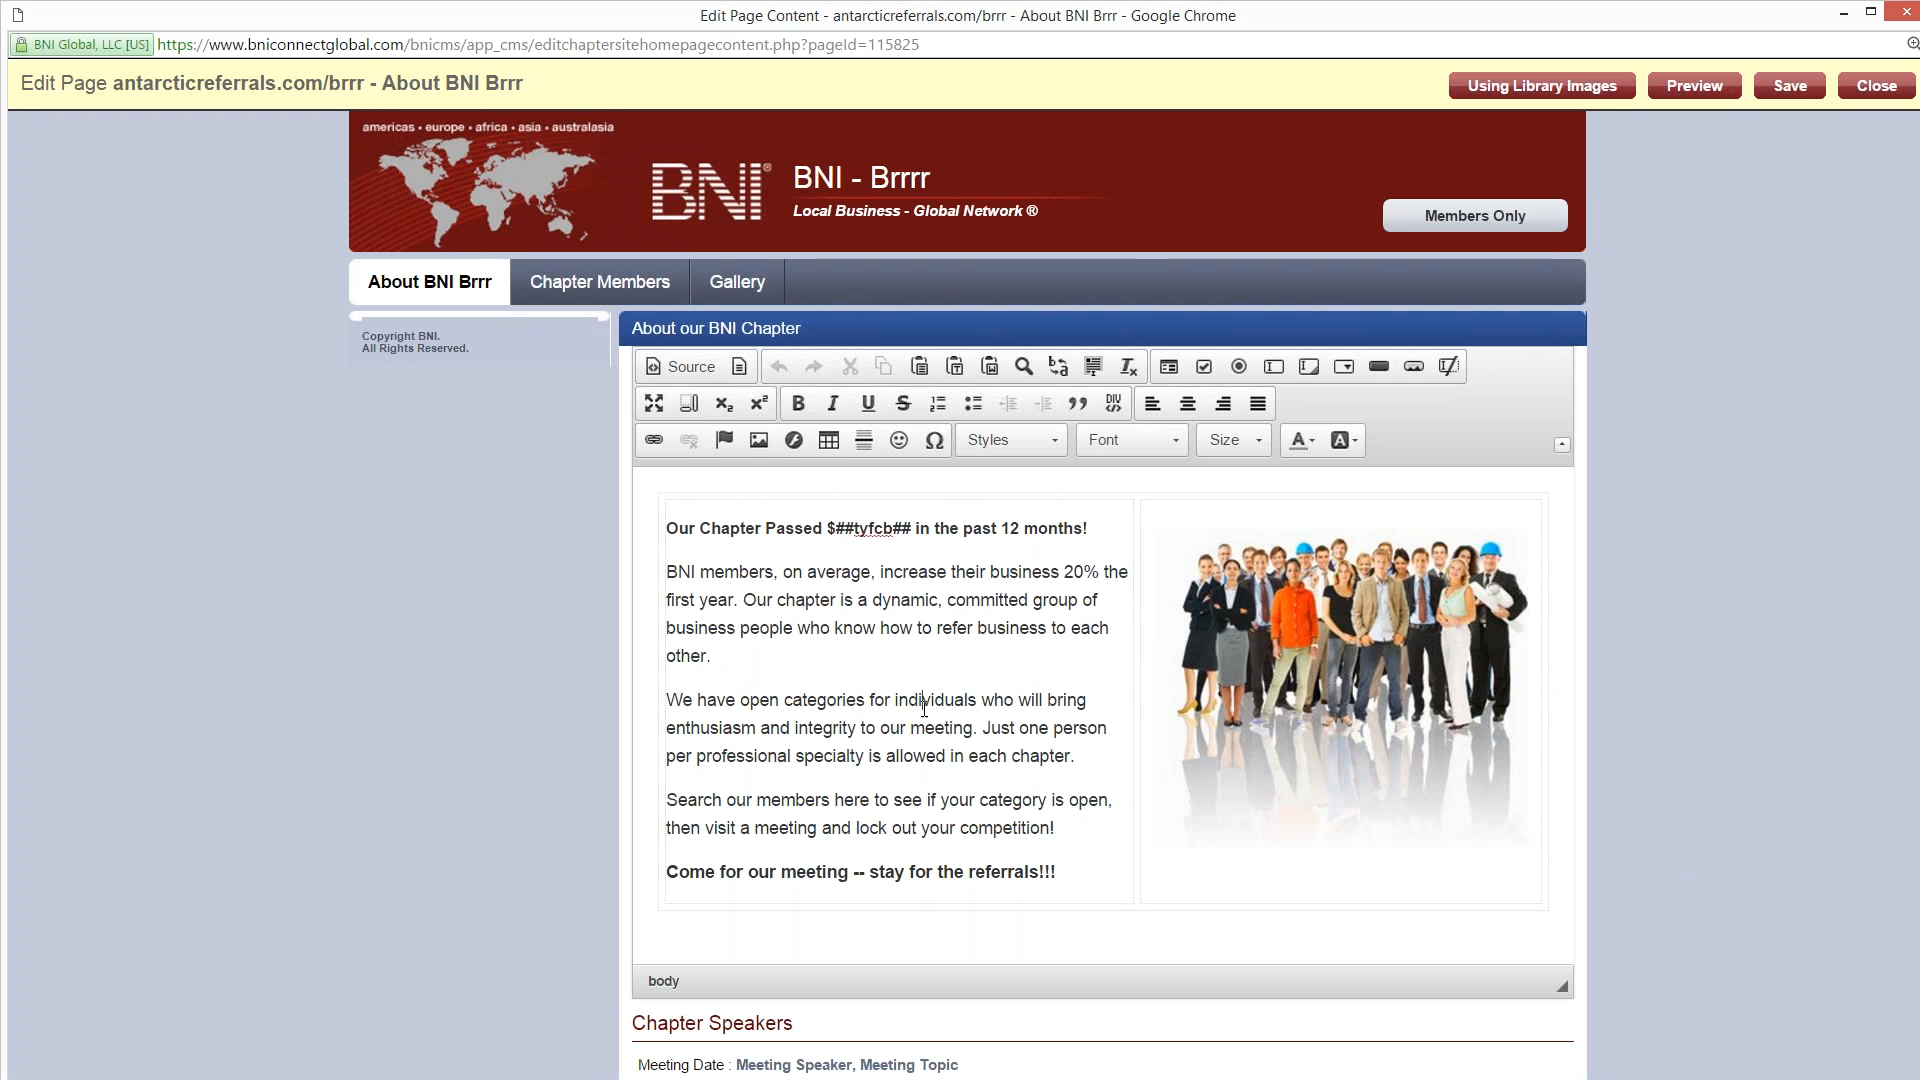 Edit Page Content - antarcticreferrals.com/brrr - About BNI Brrr - Google Chrome
BNI Global, LLC [US] https://www.bniconnectglobal.com/bnicms/app_cms/editchaptersitehomepagecontent.php?pageId=115825
Edit Page antarcticreferrals.com/brrr - About BNI Brrr
Using Library Images
Preview
Save
Close
americas • europe • africa • asia • australasia
BNI®
BNI - Brrrr
Local Business - Global Network ®
Members Only
About BNI Brrr
Chapter Members
Gallery
Copyright BNI.
All Rights Reserved.
About our BNI Chapter
Source
Styles
Font
Size
Our Chapter Passed $##tyfcb## in the past 12 months!
BNI members, on average, increase their business 20% the
first year. Our chapter is a dynamic, committed group of
business people who know how to refer business to each
other.
We have open categories for individuals who will bring
enthusiasm and integrity to our meeting. Just one person
per professional specialty is allowed in each chapter.
Search our members here to see if your category is open,
then visit a meeting and lock out your competition!
Come for our meeting -- stay for the referrals!!!
body
Chapter Speakers
Meeting Date : Meeting Speaker, Meeting Topic